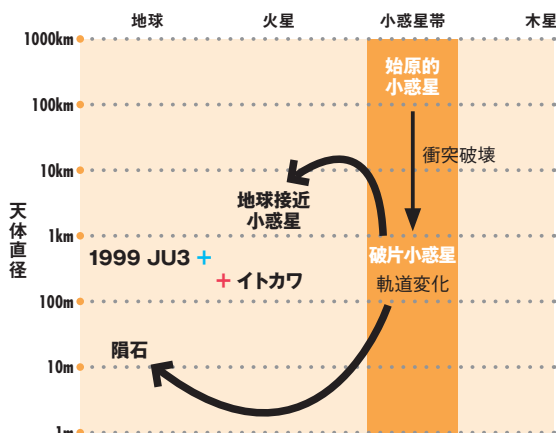 地球
火星
小惑星帯
木星
1000km
始原的
小惑星
100km
衝突破壊
10km
地球接近
小惑星
天体直径
1km
1999 JU3
破片小惑星
イトカワ
軌道変化
100m
隕石
10m
1m